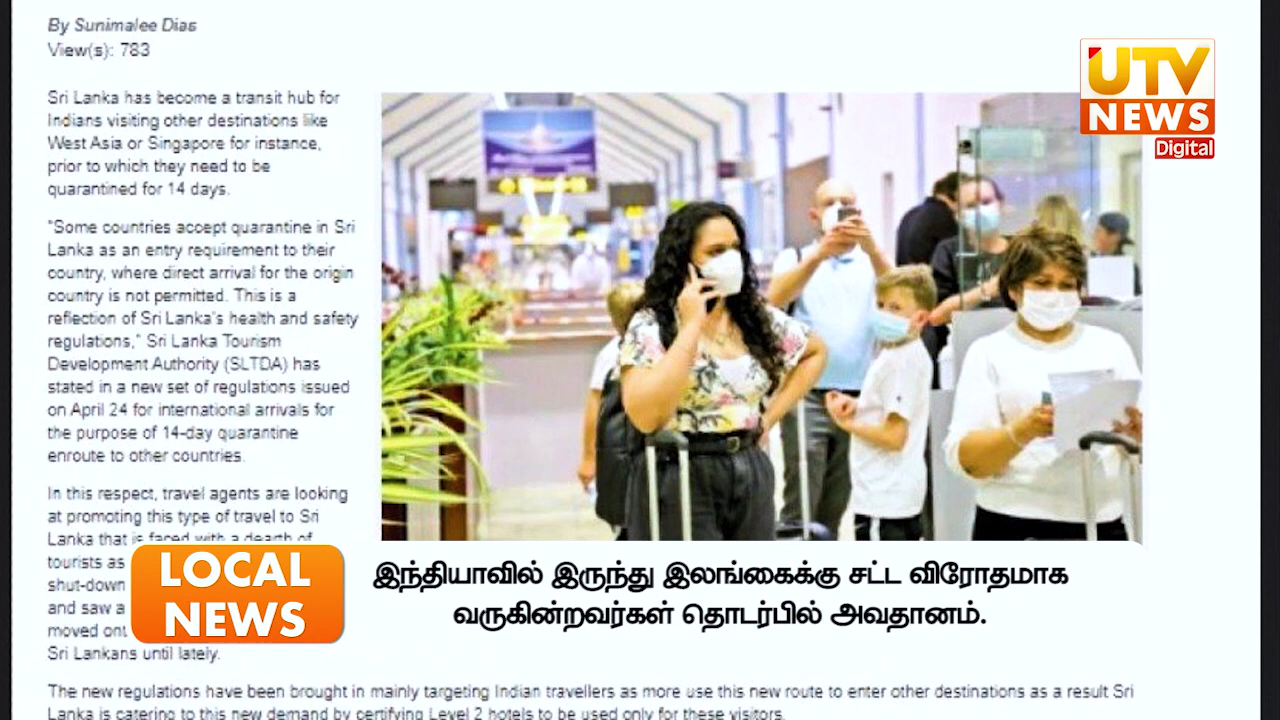 By Sunimalee Dias
View(s): 783
UTV
NEWS
Digital
Sri Lanka has become a transit hub for
Indians visiting other destinations like
West Asia or Singapore for instance,
prior to which they need to be
quarantined for 14 days.
"Some countries accept quarantine in Sri
Lanka as an entry requirement to their
country, where direct arrival for the origin
country is not permitted. This is a
reflection of Sri Lanka's health and safety
regulations," Sri Lanka Tourism
Development Authority (SLTDA) has
stated in a new set of regulations issued
on April 24 for international arrivals for
the purpose of 14-day quarantine
enroute to other countries.
In this respect, travel agents are looking
at promoting this type of travel to Sri
Lanka that is faced with a dearth of
tourists as
shut-down
and saw a
moved
Sri Lankans until lately.
LOCAL
NEWS
இந்தியாவில் இருந்து இலங்கைக்கு சட்ட விரோதமாக
வருகின்றவர்கள் தொடர்பில் அவதானம்.
The new regulations have been brought in mainly targeting Indian travellers as more use this new route to enter other destinations as a result Sri
Lanka is catering to this new demand by certifying Level 2 hotels to be used only for these visitors.